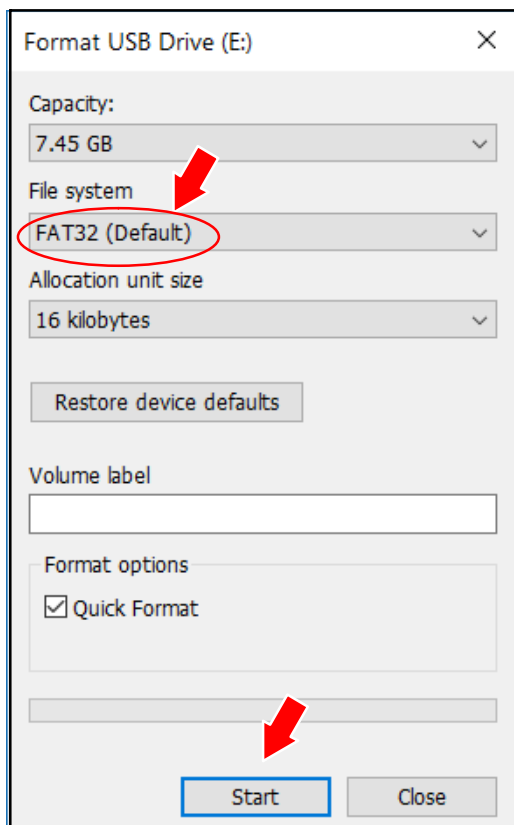 Format USB Drive (E:)
Capacity:
7.45 GB
File system
FAT32 (Default)
Allocation unit size
16 kilobytes
Restore device defaults
Volume label
Format options
Quick Format
Start Close